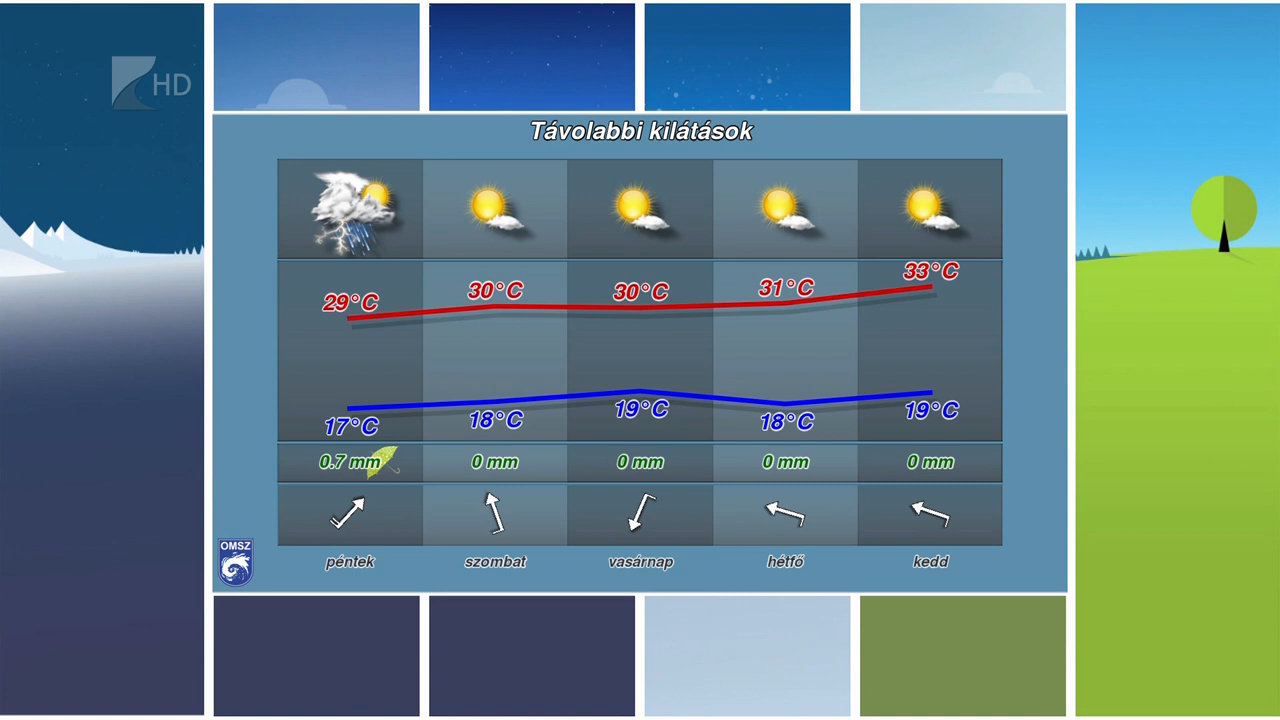 HD
Távolabbi kilátások
29°C 30°C 30°C 31°C 33°C
17°C 18°C 19°C 18°C 19°C
0.7 mm 0 mm 0 mm 0 mm 0 mm
OMSZ
péntek szombat vasárnap hétfő kedd